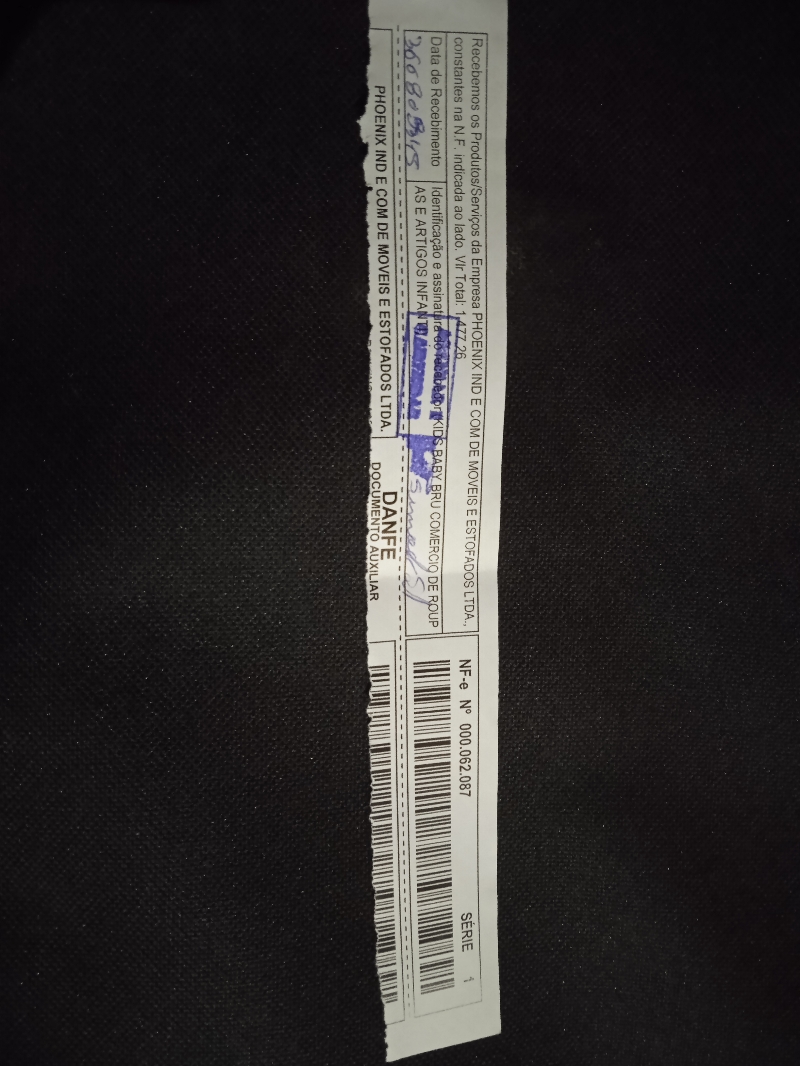 Recebemos os Produtos/Serviços da Empresa PHOENIX IND E COM DE MOVEIS E ESTOFADOS LTDA.,
constantes na N.F. indicada ao lado. Vlr Total: 1.477,26
Data de Recebimento
Identificação e assinatura do recebedor KIDS BABY BRU COMERCIO DE ROUP
AS E ARTIGOS INFANT
NF-e Nº 000.062.087
SÉRIE
PHOENIX IND E COM DE MOVEIS E ESTOFADOS LTDA.
DANFE
DOCUMENTO AUXILIAR